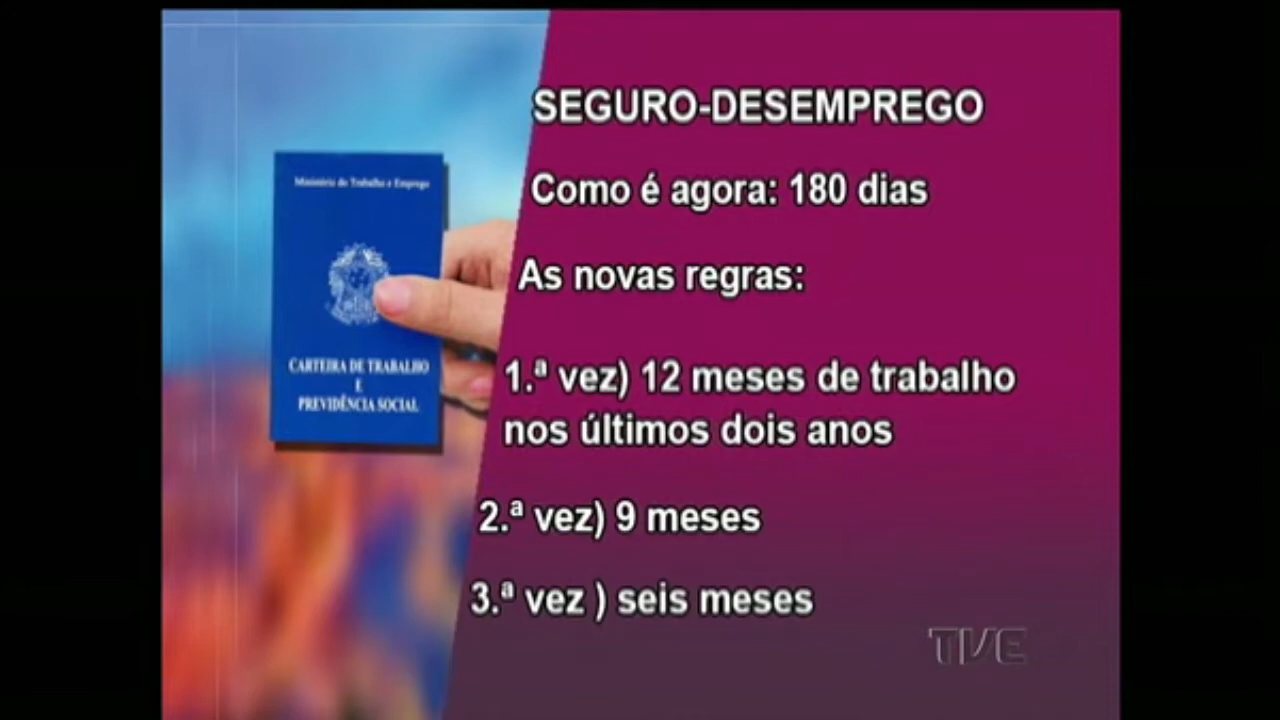 SEGURO-DESEMPREGO
Como é agora: 180 dias
As novas regras:
1.ª vez) 12 meses de trabalho
nos últimos dois anos
2.ª vez) 9 meses
3.ª vez ) seis meses
Ministério do Trabalho e Emprego
CARTEIRA DE TRABALHO
E
PREVIDÊNCIA SOCIAL
TVE